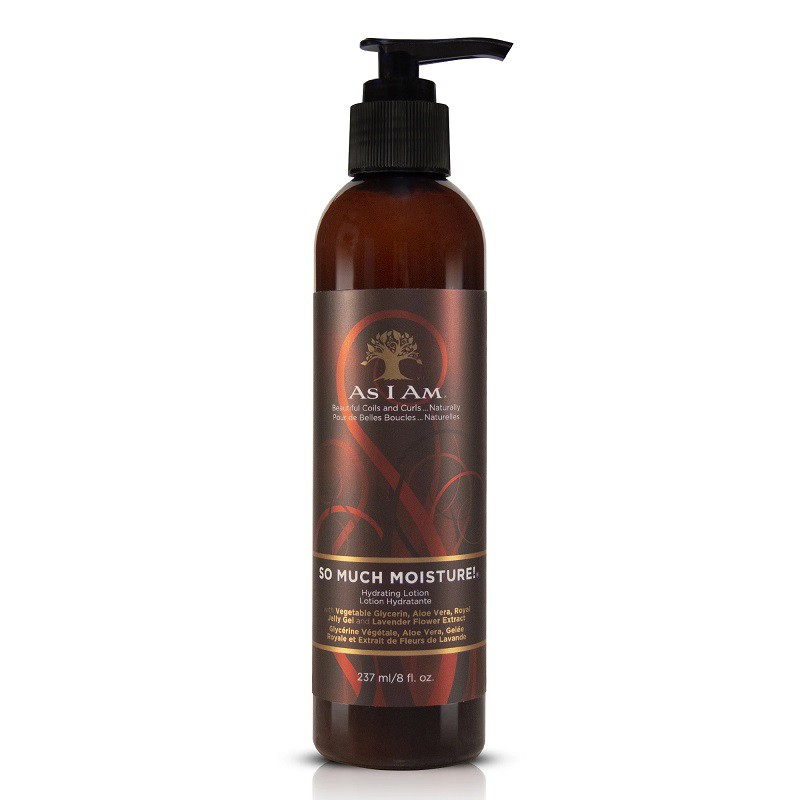 As I Am™
Beautiful Coils and Curls... Naturally
Pour de Belles Boucles... Naturelles
SO MUCH MOISTURE!®
Hydrating Lotion
Lotion Hydratante
with Vegetable Glycerin, Aloe Vera, Royal
Jelly Gel and Lavender Flower Extract
Glycérine Végétale, Aloe Vera, Gelée
Royale et Extrait de Fleurs de Lavande
237 ml/8 fl. oz.